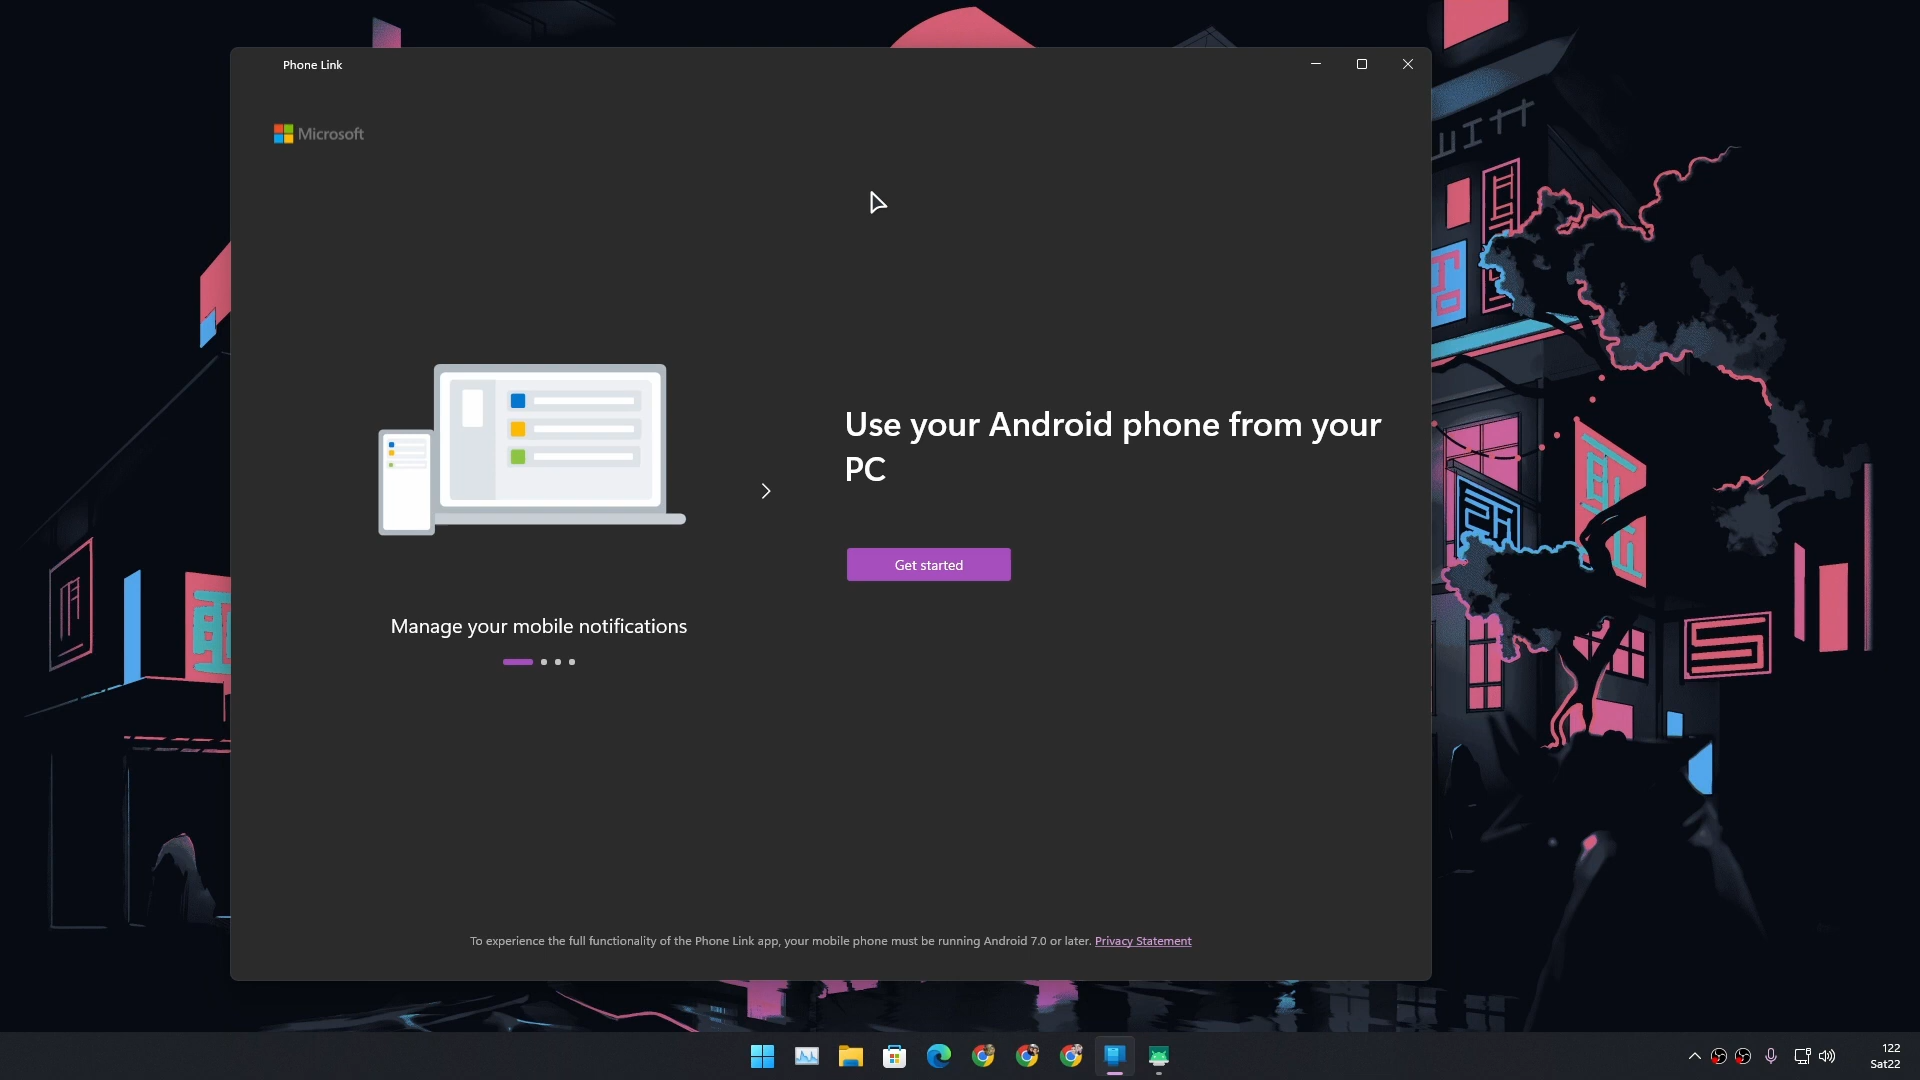 Phone Link
Microsoft
Use your Android phone from your
PC
Get started
Manage your mobile notifications
To experience the full functionality of the Phone Link app, your mobile phone must be running Android 7.0 or later. Privacy Statement
122
Sat22